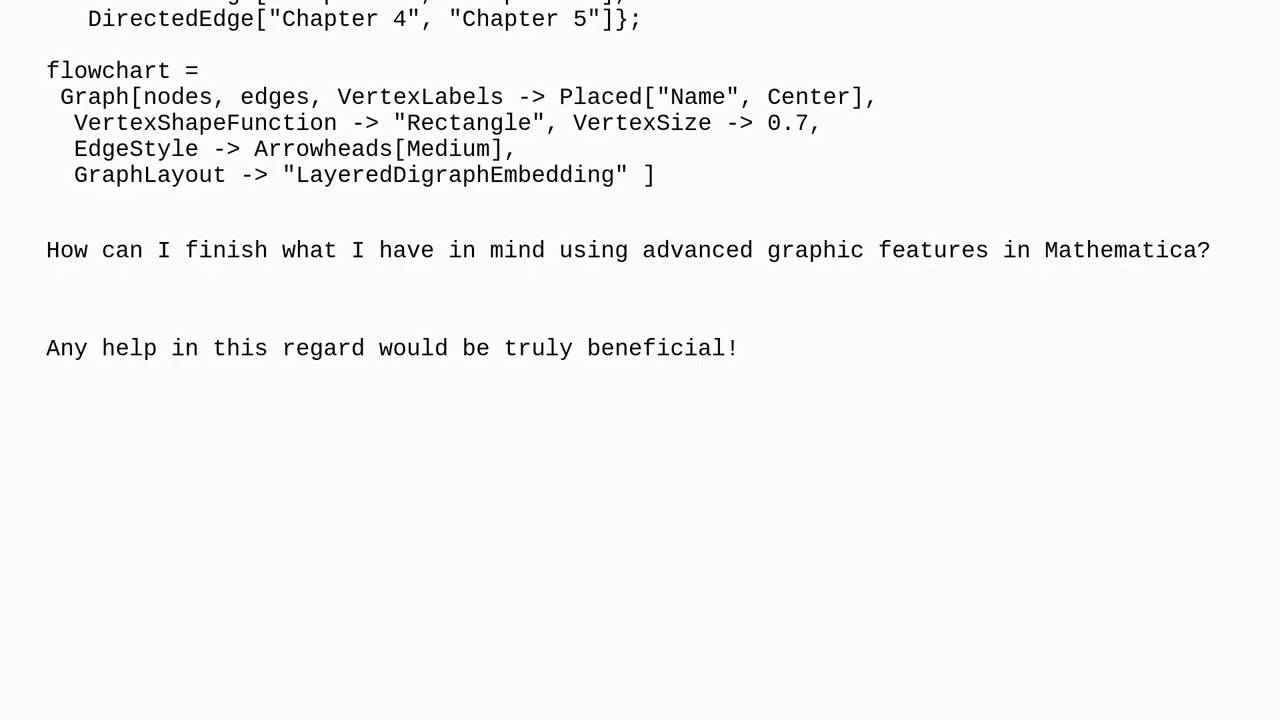 DirectedEdge["Chapter 4", "Chapter 5"]};
flowchart =
Graph[nodes, edges, VertexLabels -> Placed["Name", Center],
VertexShapeFunction -> "Rectangle", VertexSize -> 0.7,
EdgeStyle -> Arrowheads[Medium],
GraphLayout -> "LayeredDigraphEmbedding" ]
How can I finish what I have in mind using advanced graphic features in Mathematica?
Any help in this regard would be truly beneficial!